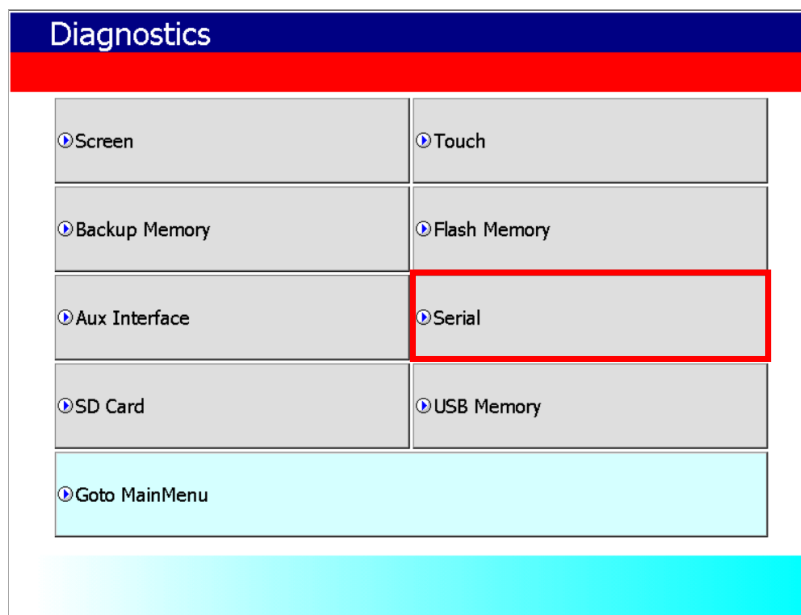 Diagnostics
Screen
Touch
Backup Memory
Flash Memory
Aux Interface
Serial
SD Card
USB Memory
Goto MainMenu